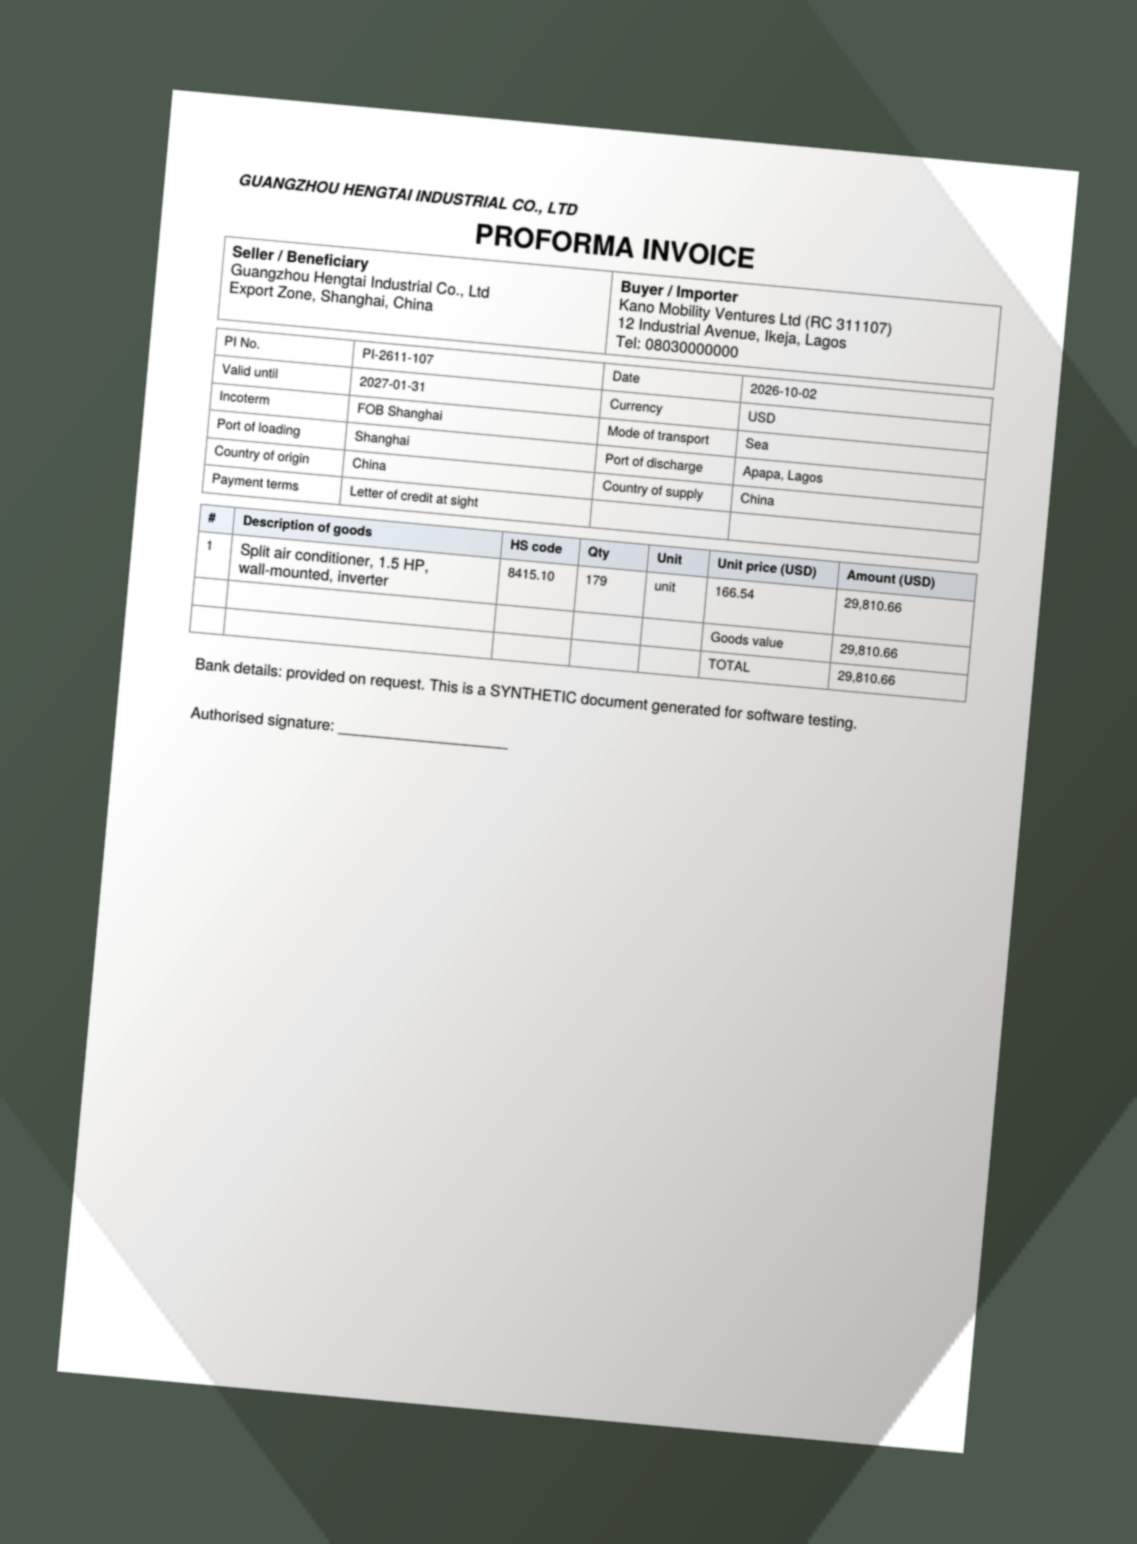 GUANGZHOU HENGTAI INDUSTRIAL CO., LTD
PROFORMA INVOICE
Seller / Beneficiary
Guangzhou Hengtai Industrial Co., Ltd
Export Zone, Shanghai, China
Buyer / Importer
Kano Mobility Ventures Ltd (RC 311107)
12 Industrial Avenue, Ikeja, Lagos
Tel: 08030000000
PI No. PI-2611-107 Date 2026-10-02
Valid until 2027-01-31 Currency USD
Incoterm FOB Shanghai Mode of transport Sea
Port of loading Shanghai Port of discharge Apapa, Lagos
Country of origin China Country of supply China
Payment terms Letter of credit at sight
# Description of goods HS code Qty Unit Unit price (USD) Amount (USD)
1 Split air conditioner, 1.5 HP, 8415.10 179 unit 166.54 29,810.66
wall-mounted, inverter
Goods value 29,810.66
TOTAL 29,810.66
Bank details: provided on request. This is a SYNTHETIC document generated for software testing.
Authorised signature: ____________________